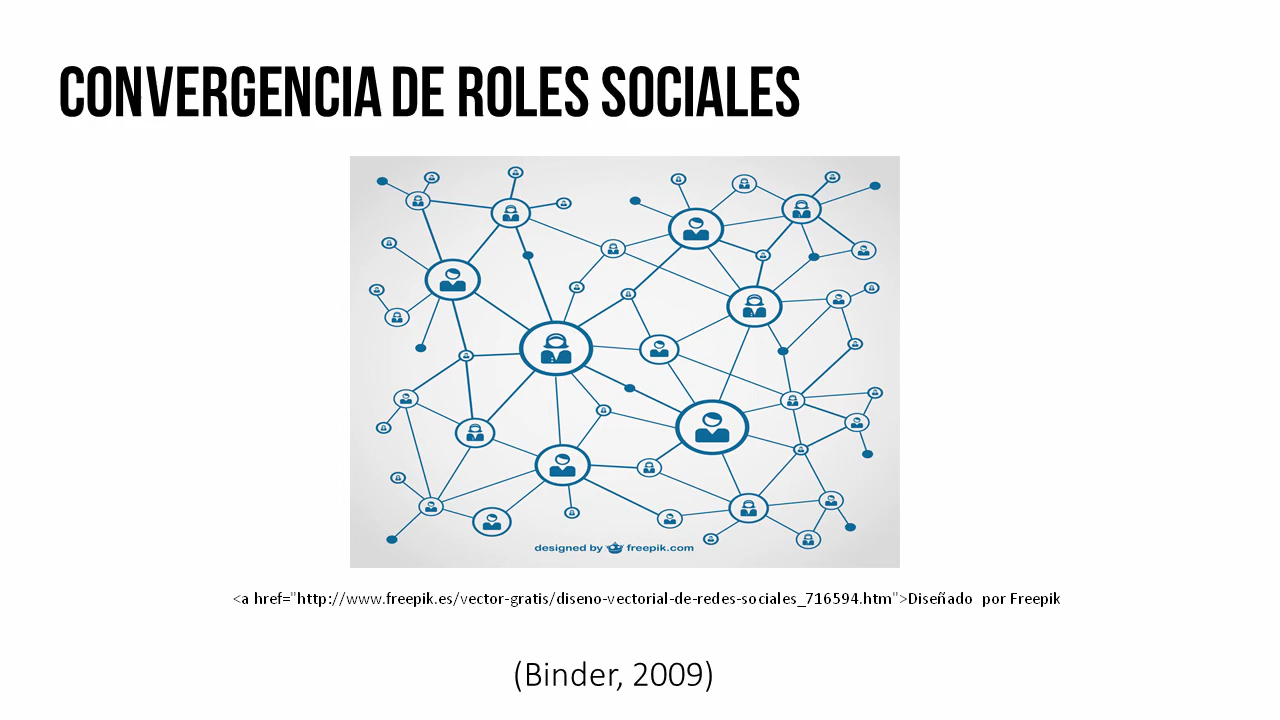 CONVERGENCIA DE ROLES SOCIALES
designed by freepik.com
<a href="http://www.freepik.es/vector-gratis/diseno-vectorial-de-redes-sociales_716594.htm">Diseñado por Freepik
(Binder, 2009)